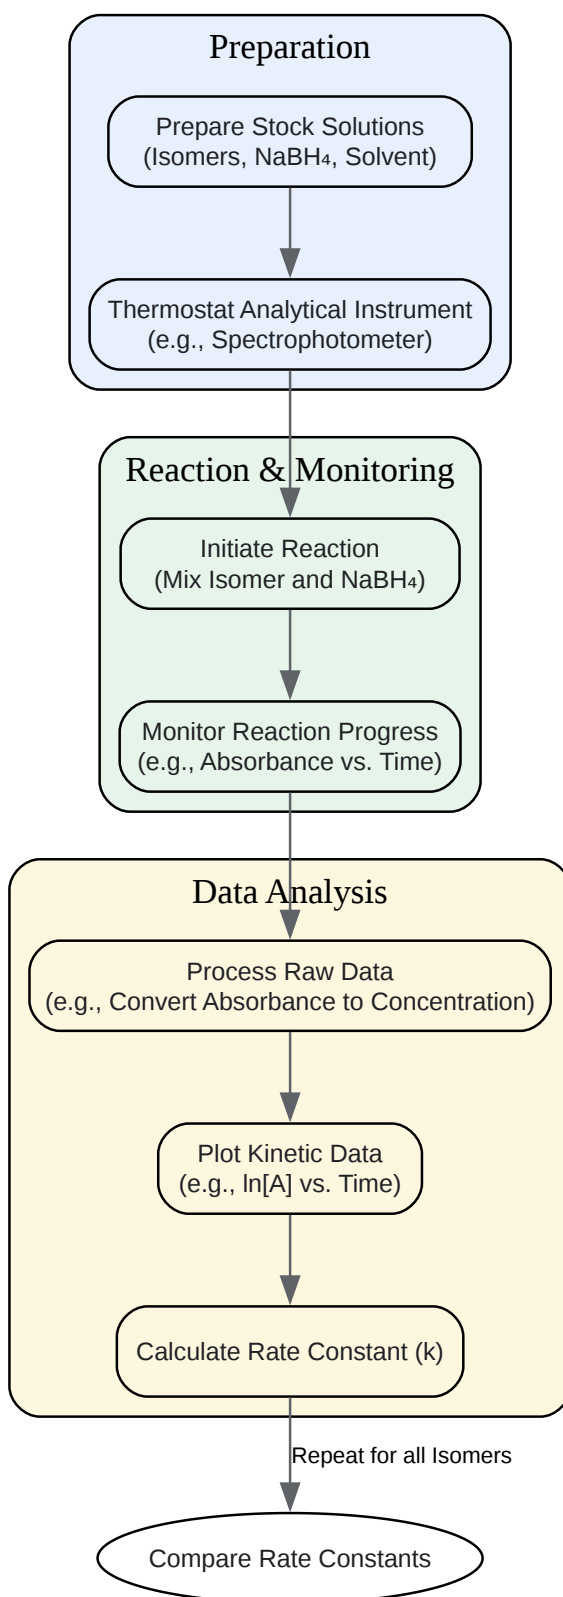 Preparation
Prepare Stock Solutions
(Isomers, NaBH₄, Solvent)
Thermostat Analytical Instrument
(e.g., Spectrophotometer)
Reaction & Monitoring
Initiate Reaction
(Mix Isomer and NaBH₄)
Monitor Reaction Progress
(e.g., Absorbance vs. Time)
Data Analysis
Process Raw Data
(e.g., Convert Absorbance to Concentration)
Plot Kinetic Data
(e.g., ln[A] vs. Time)
Calculate Rate Constant (k)
Repeat for all Isomers
Compare Rate Constants